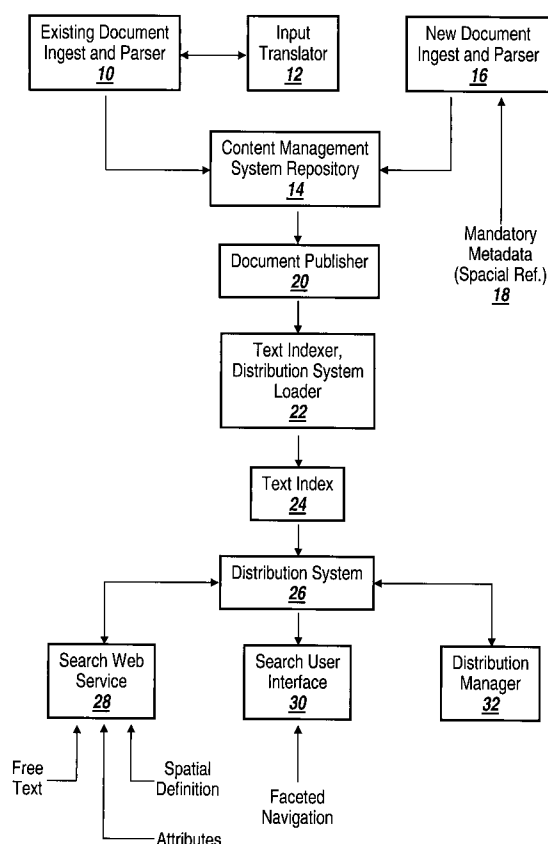 Existing Document
Ingest and Parser
10
Input
Translator
12
New Document
Ingest and Parser
16
Content Management
System Repository
14
Mandatory
Metadata
(Spacial Ref.)
18
Document Publisher
20
Text Indexer,
Distribution System
Loader
22
Text Index
24
Distribution System
26
Search Web
Service
28
Search User
Interface
30
Distribution
Manager
32
Free
Text
Spatial
Definition
Attributes
Faceted
Navigation